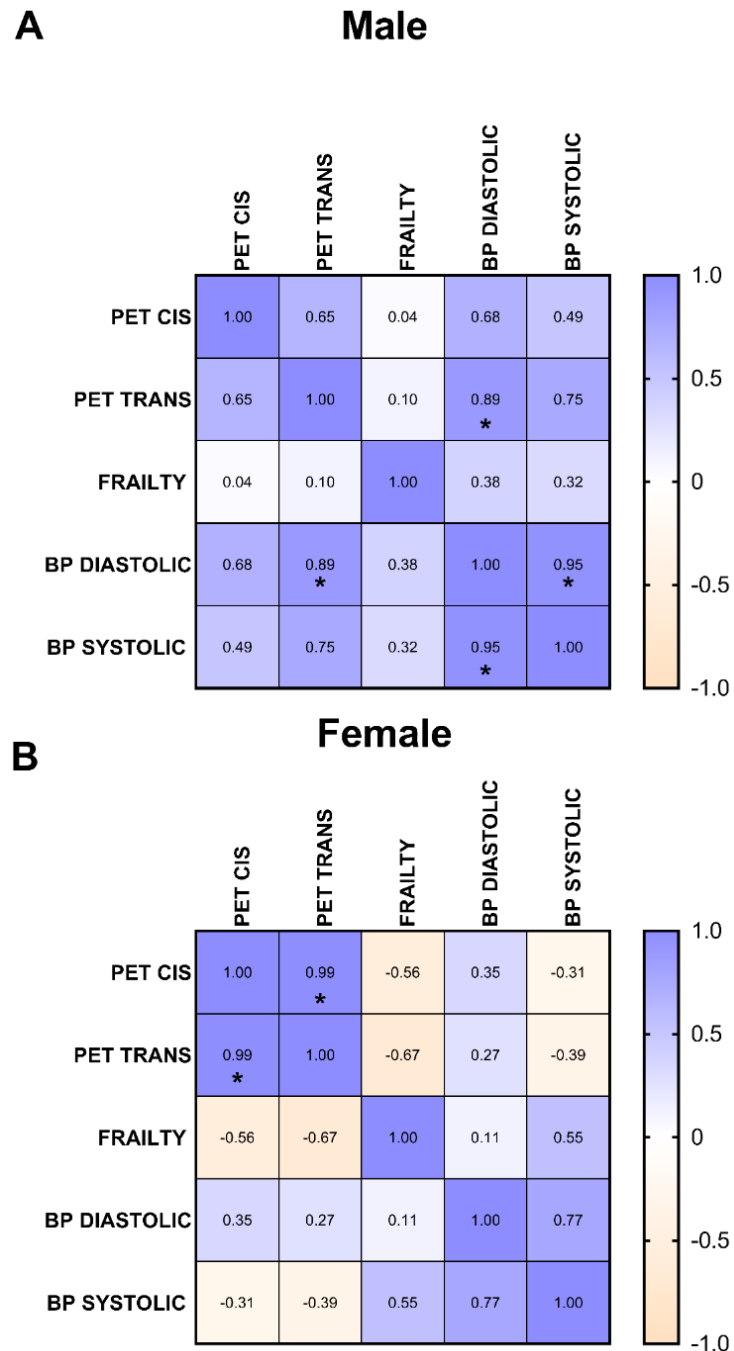 A Male
PET CIS PET TRANS FRAILTY BP DIASTOLIC BP SYSTOLIC
PET CIS 1.00 0.65 0.04 0.68 0.49
PET TRANS 0.65 1.00 0.10 0.89 * 0.75
FRAILTY 0.04 0.10 1.00 0.38 0.32
BP DIASTOLIC 0.68 0.89 * 0.38 1.00 0.95 *
BP SYSTOLIC 0.49 0.75 0.32 0.95 * 1.00
1.0
0.5
0
-0.5
-1.0
B Female
PET CIS PET TRANS FRAILTY BP DIASTOLIC BP SYSTOLIC
PET CIS 1.00 0.99 * -0.56 0.35 -0.31
PET TRANS 0.99 * 1.00 -0.67 0.27 -0.39
FRAILTY -0.56 -0.67 1.00 0.11 0.55
BP DIASTOLIC 0.35 0.27 0.11 1.00 0.77
BP SYSTOLIC -0.31 -0.39 0.55 0.77 1.00
1.0
0.5
0
-0.5
-1.0